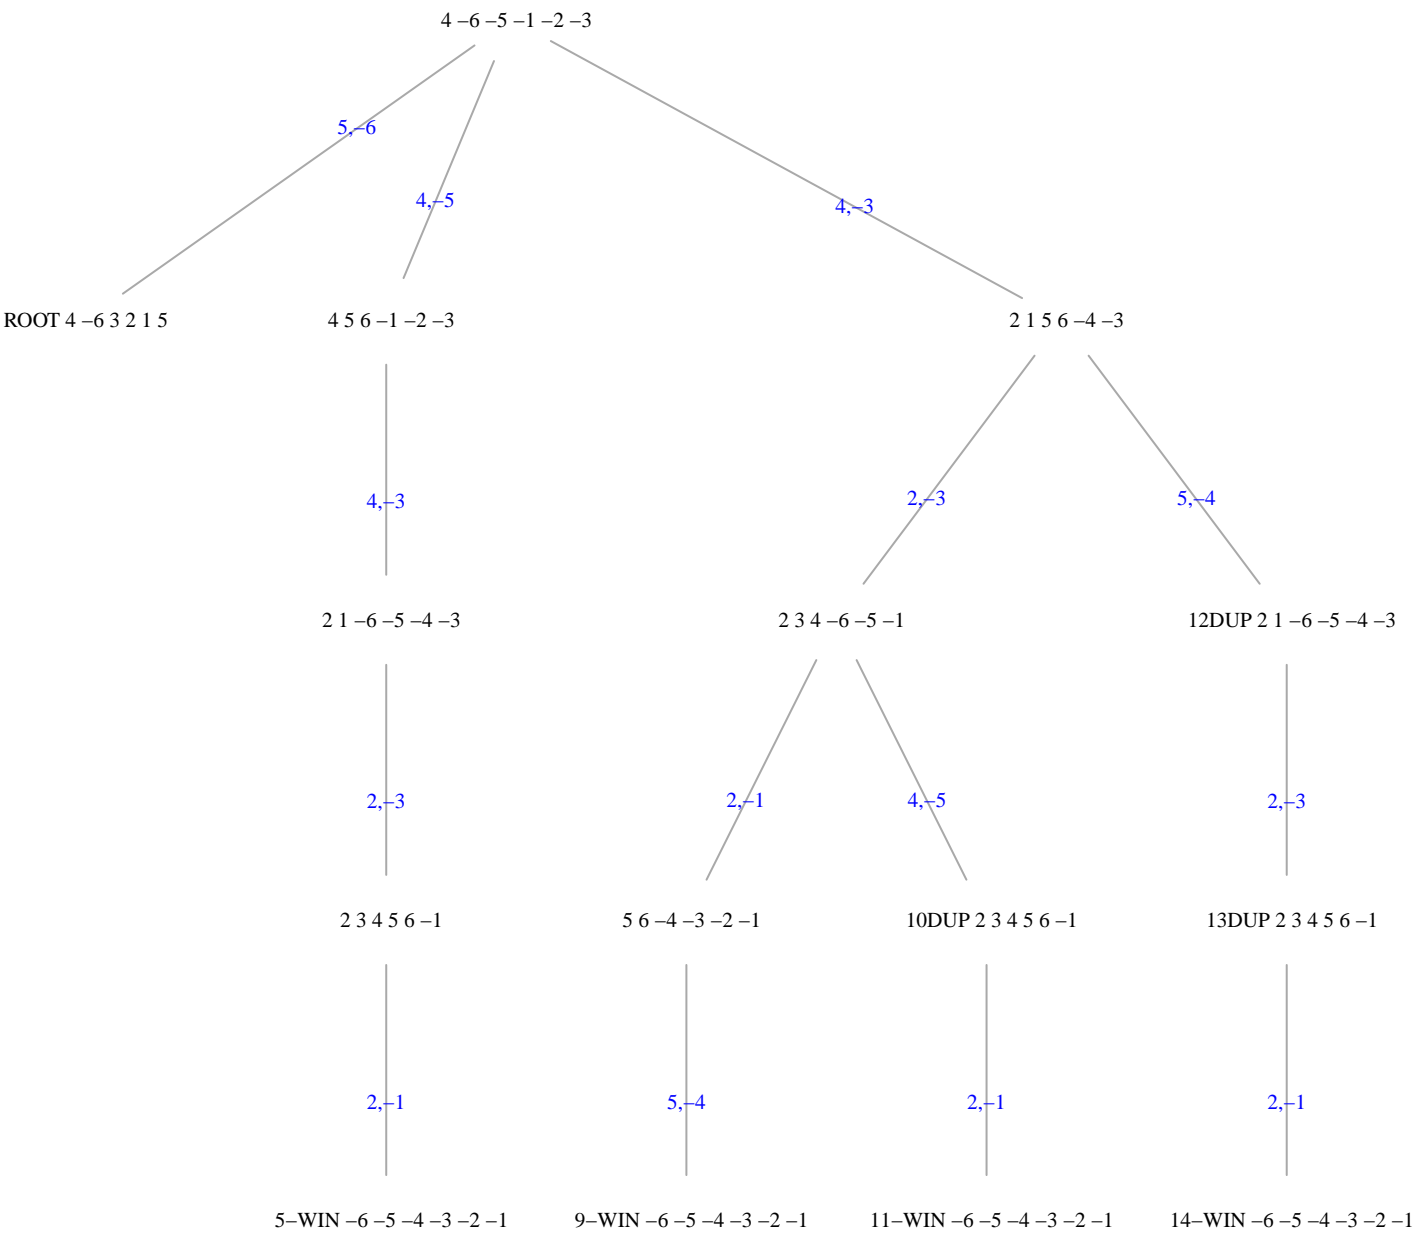 4 –6 –5 –1 –2 –3
5,–6
4,–5
4,–3
ROOT 4 –6 3 2 1 5
4 5 6 –1 –2 –3
2 1 5 6 –4 –3
4,–3
2,–3
5,–4
2 1 –6 –5 –4 –3
2 3 4 –6 –5 –1
12DUP 2 1 –6 –5 –4 –3
2,–3
2,–1
4,–5
2,–3
2 3 4 5 6 –1
5 6 –4 –3 –2 –1
10DUP 2 3 4 5 6 –1
13DUP 2 3 4 5 6 –1
2,–1
5,–4
2,–1
2,–1
5–WIN –6 –5 –4 –3 –2 –1
9–WIN –6 –5 –4 –3 –2 –1
11–WIN –6 –5 –4 –3 –2 –1
14–WIN –6 –5 –4 –3 –2 –1